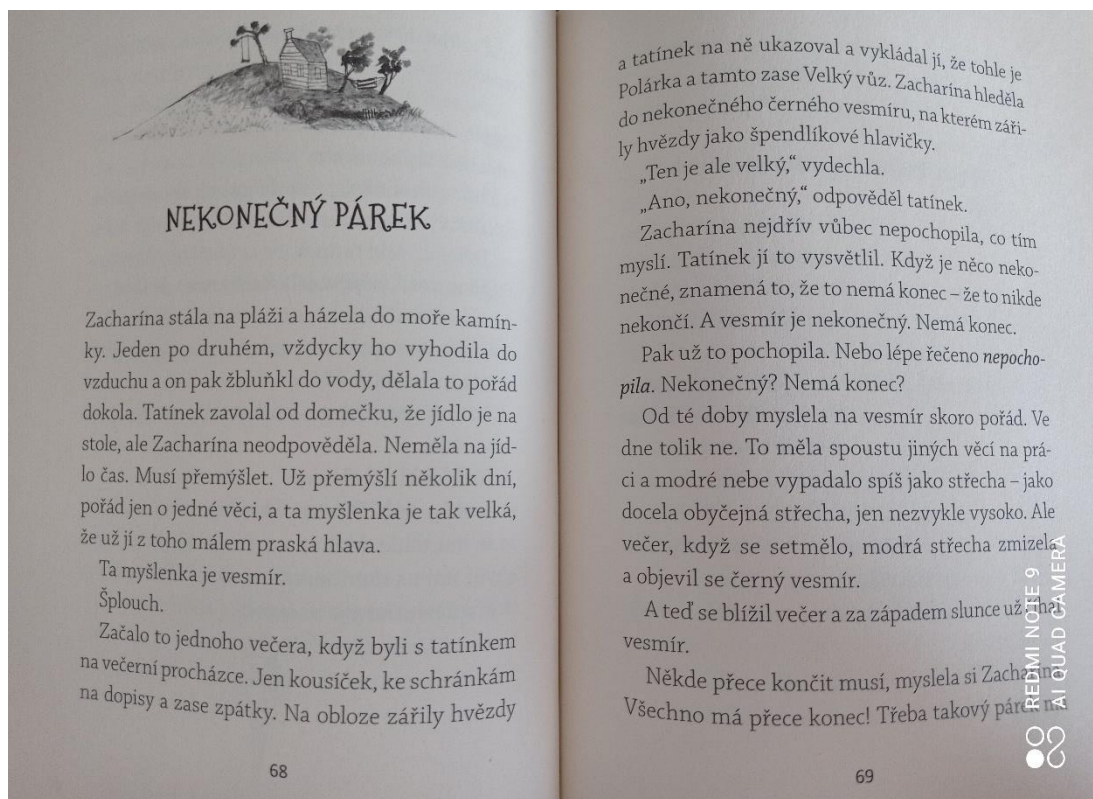 NEKONEČNÝ PÁREK
Zacharína stála na pláži a házela do moře kamín-
ky. Jeden po druhém, vždycky ho vyhodila do
vzduchu a on pak žbluňkl do vody, dělala to pořád
dokola. Tatínek zavolal od domečku, že jídlo je na
stole, ale Zacharína neodpověděla. Neměla na jíd-
lo čas. Musí přemýšlet. Už přemýšlí několik dní,
pořád jen o jedné věci, a ta myšlenka je tak velká,
že už jí z toho málem praská hlava.
Ta myšlenka je vesmír.
Šplouch.
Začalo to jednoho večera, když byli s tatínkem
na večerní procházce. Jen kousíček, ke schránkám
na dopisy a zase zpátky. Na obloze zářily hvězdy
68
a tatínek na ně ukazoval a vykládal jí, že tohle je
Polárka a tamto zase Velký vůz. Zacharína hleděla
do nekonečného černého vesmíru, na kterém záři-
ly hvězdy jako špendlíkové hlavičky.
„Ten je ale velký,“ vydechla.
„Ano, nekonečný,“ odpověděl tatínek.
Zacharína nejdřív vůbec nepochopila, co tím
myslí. Tatínek jí to vysvětlil. Když je něco neko-
nečné, znamená to, že to nemá konec – že to nikde
nekončí. A vesmír je nekonečný. Nemá konec.
Pak už to pochopila. Nebo lépe řečeno nepocho-
pila. Nekonečný? Nemá konec?
Od té doby myslela na vesmír skoro pořád. Ve
dne tolik ne. To měla spoustu jiných věcí na prá-
ci a modré nebe vypadalo spíš jako střecha – jako
docela obyčejná střecha, jen nezvykle vysoko. Ale
večer, když se setmělo, modrá střecha zmizela
a objevil se černý vesmír.
A teď se blížil večer a za západem slunce už
vesmír.
Někde přece končit musí, myslela si Zacharína.
Všechno má přece konec! Třeba takový párek má
69
REDMI NOTE 9
AI QUAD CAMERA